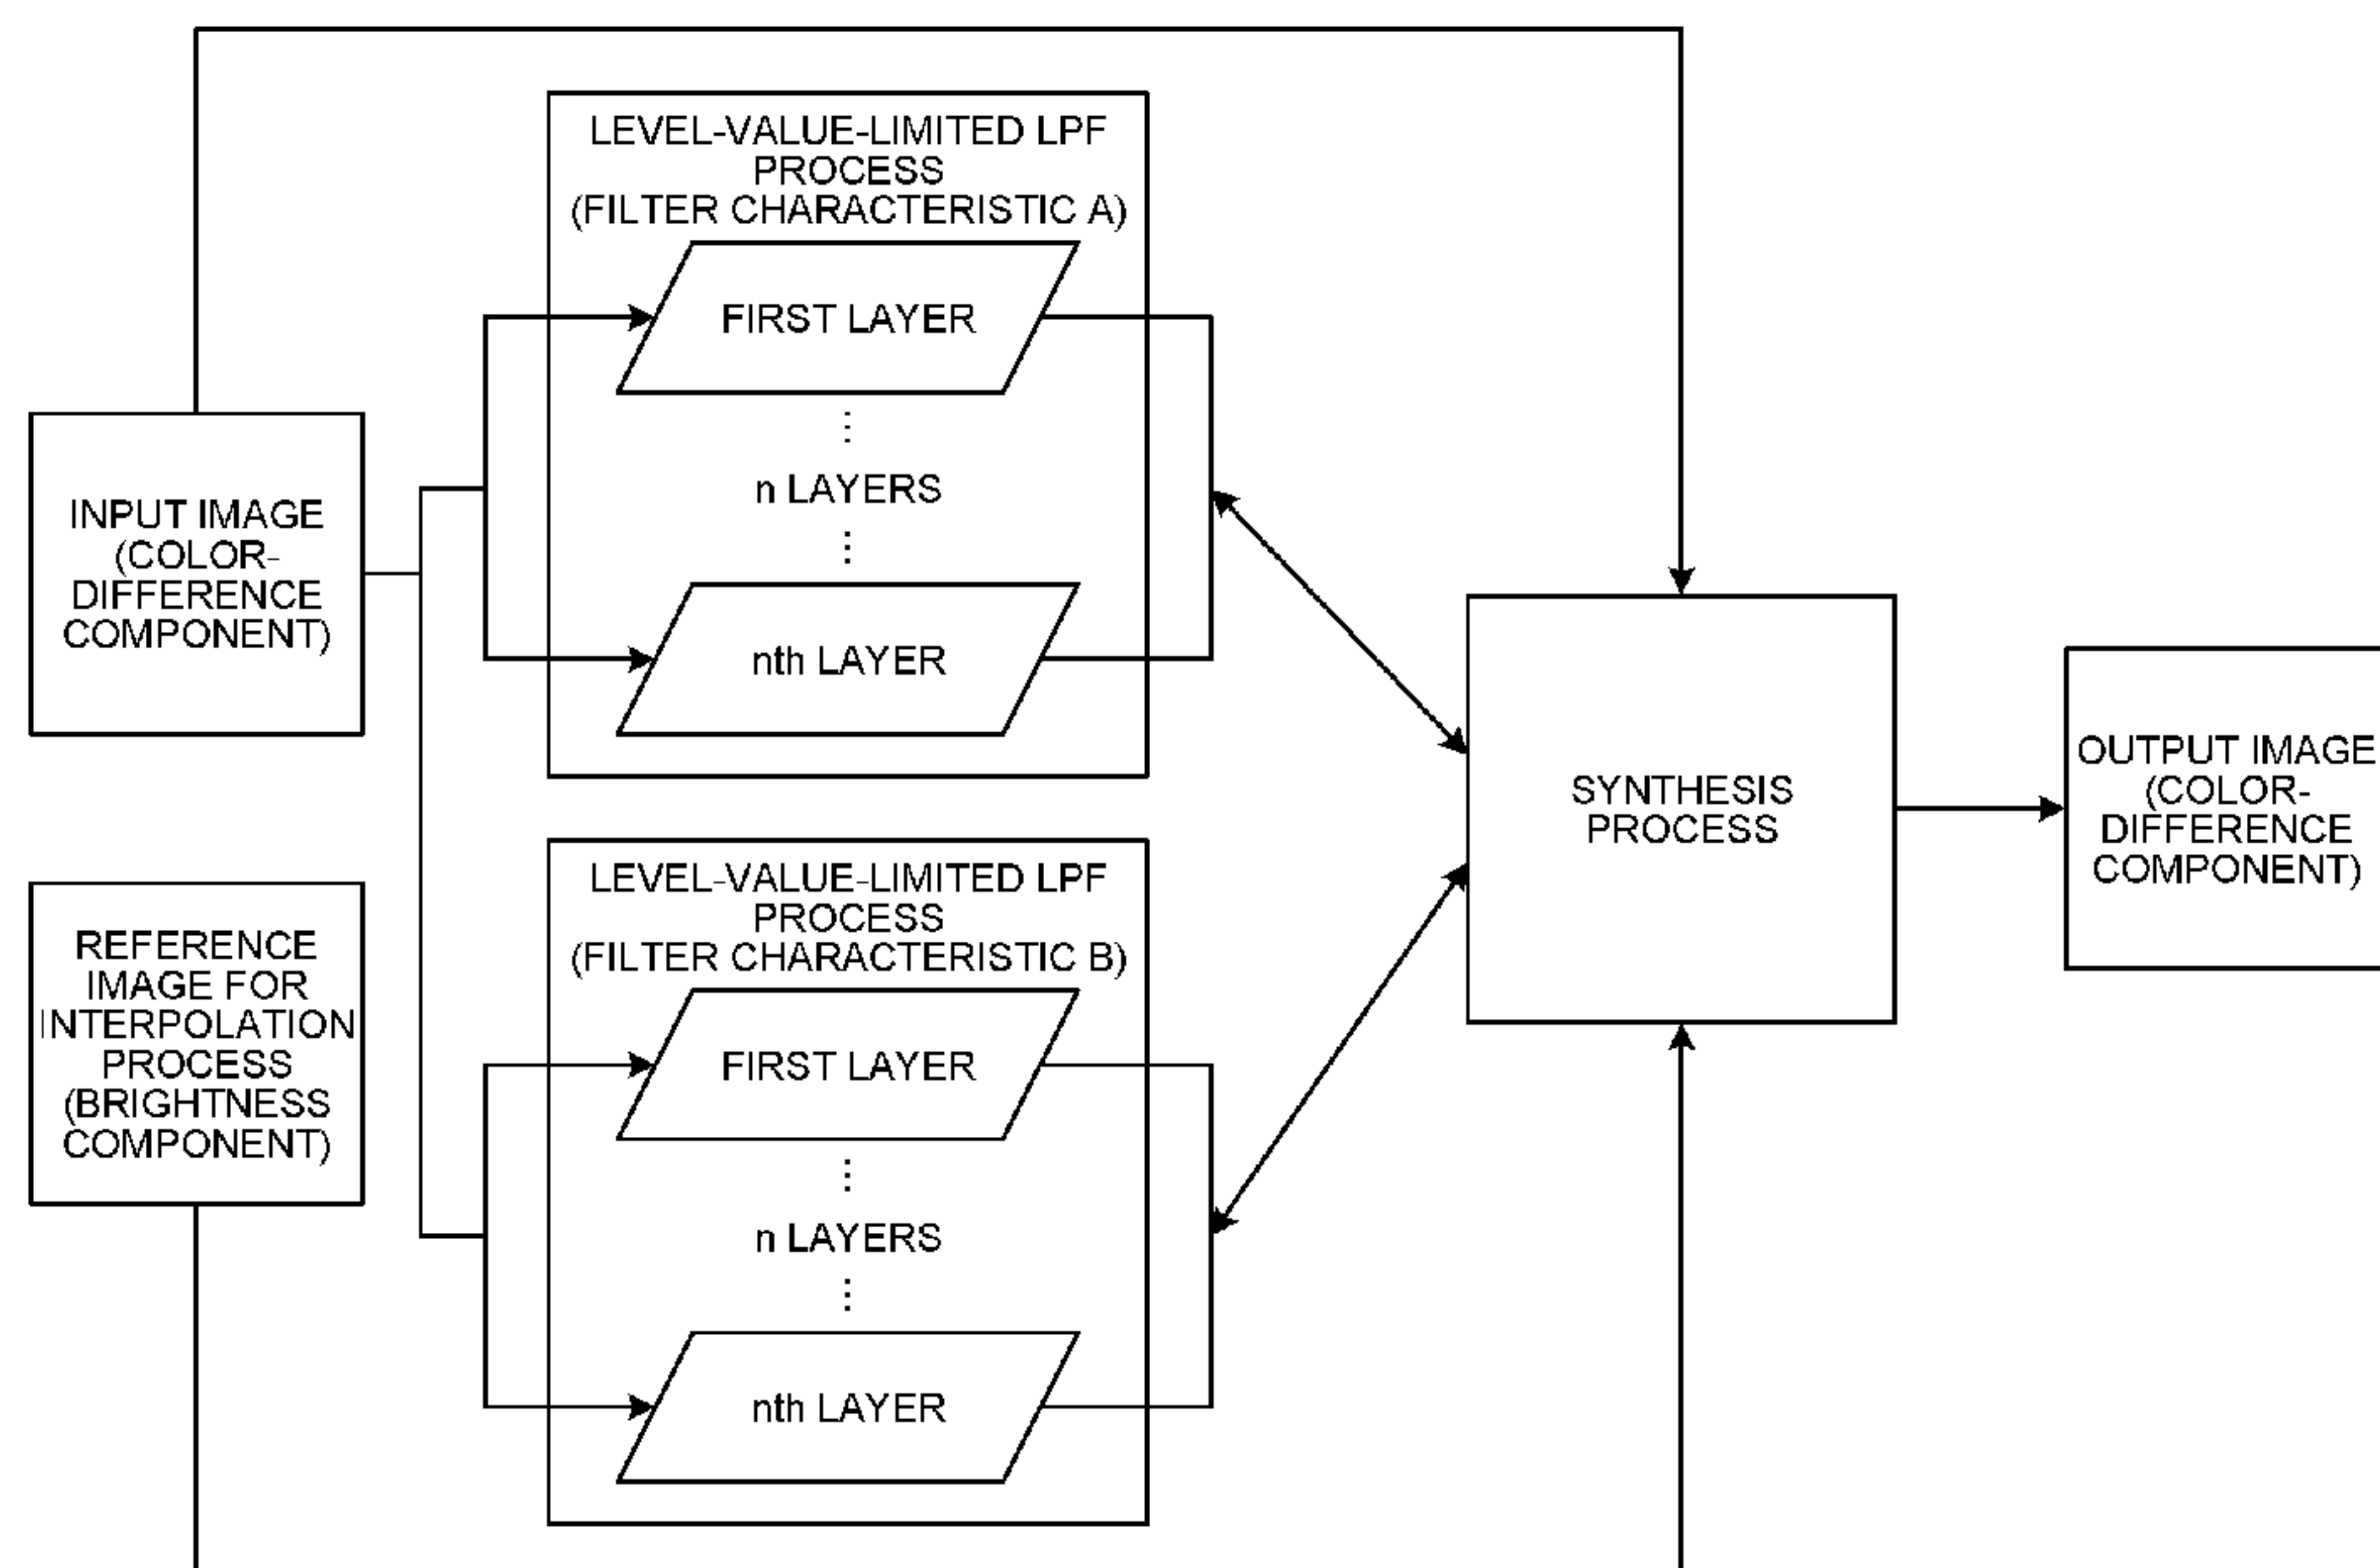 INPUT IMAGE
(COLOR-
DIFFERENCE
COMPONENT)
REFERENCE
IMAGE FOR
INTERPOLATION
PROCESS
(BRIGHTNESS
COMPONENT)
LEVEL-VALUE-LIMITED LPF
PROCESS
(FILTER CHARACTERISTIC A)
FIRST LAYER
n LAYERS
nth LAYER
LEVEL-VALUE-LIMITED LPF
PROCESS
(FILTER CHARACTERISTIC B)
FIRST LAYER
n LAYERS
nth LAYER
SYNTHESIS
PROCESS
OUTPUT IMAGE
(COLOR-
DIFFERENCE
COMPONENT)